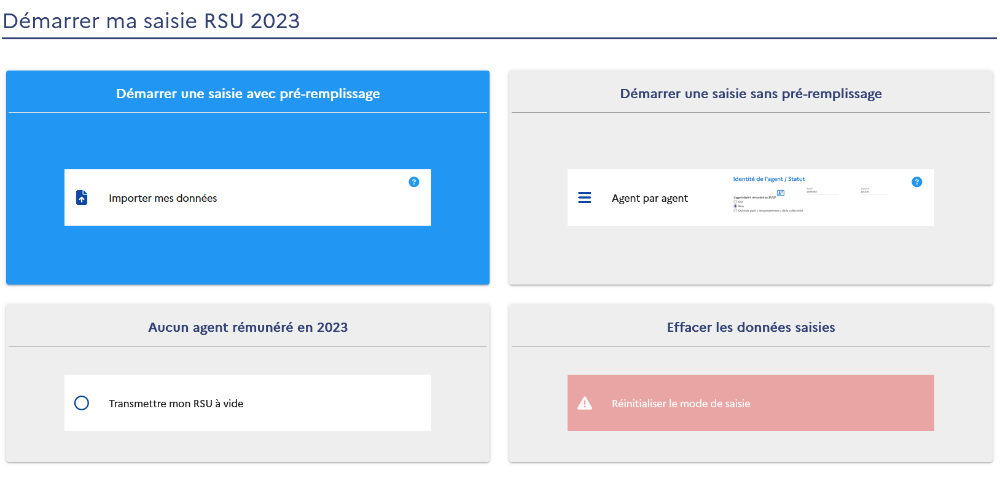 Démarrer ma saisie RSU 2023
Démarrer une saisie avec pré-remplissage
Importer mes données
?
Démarrer une saisie sans pré-remplissage
Agent par agent
Identité de l'agent / Statut
?
DUPONT
JULIEN
L'agent était-il rémunéré au 31/12*
Oui
Non
Oui mais parti « temporairement » de la collectivité
Aucun agent rémunéré en 2023
Transmettre mon RSU à vide
Effacer les données saisies
Réinitialiser le mode de saisie